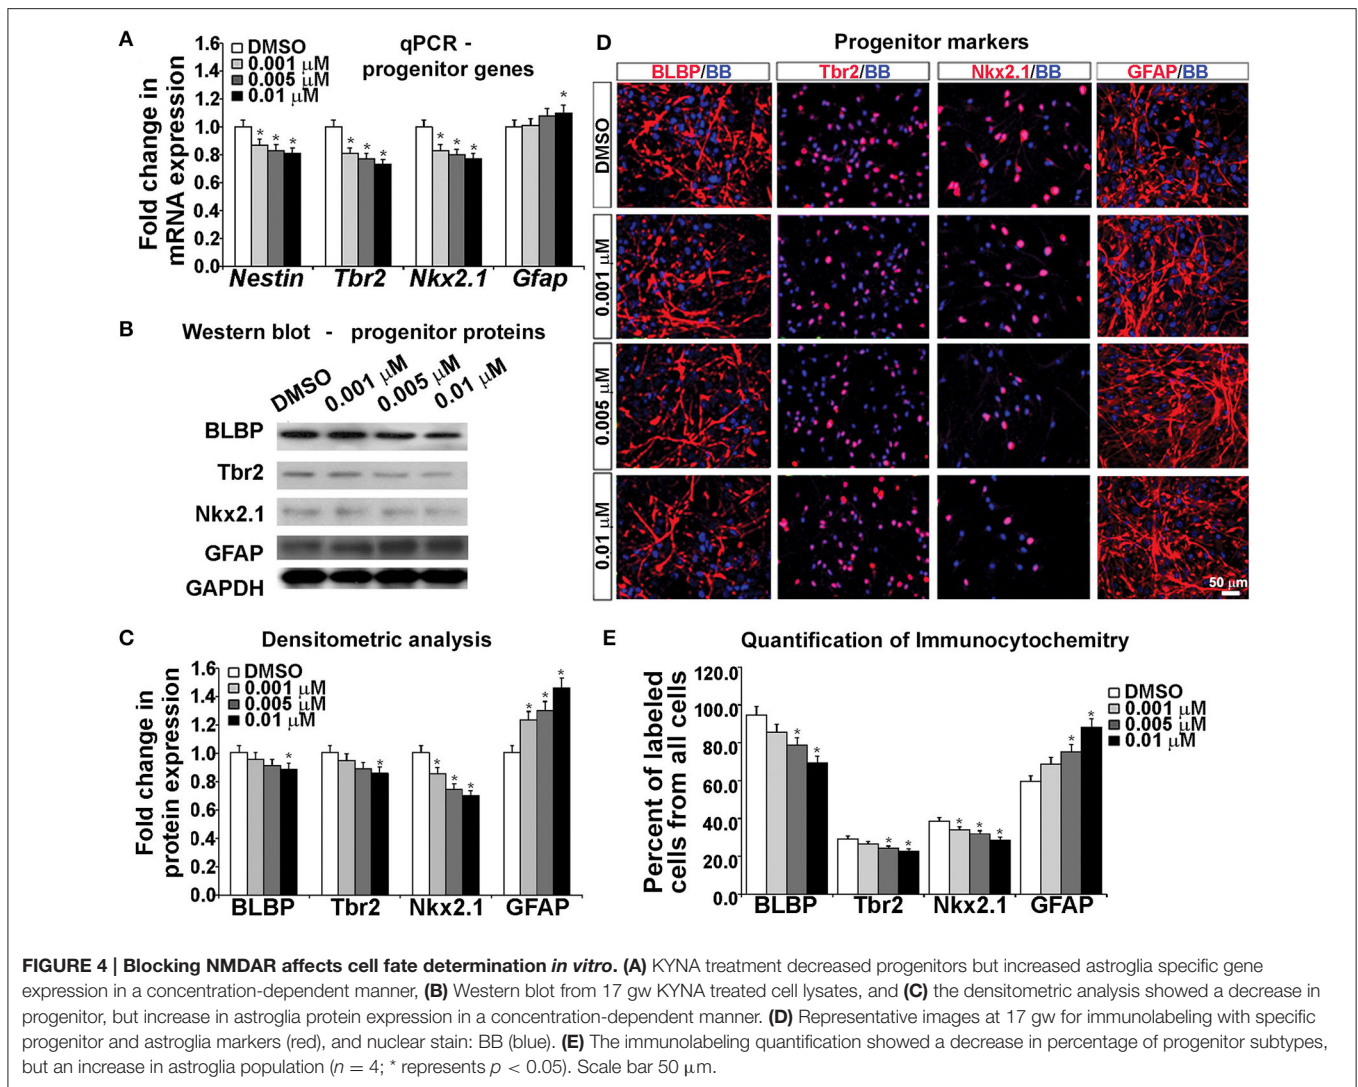 A
qPCR -
progenitor genes
DMSO
0.001 μM
0.005 μM
0.01 μM
Fold change in
mRNA expression
1.6
1.4
1.2
1.0
0.8
0.6
0.4
0.2
0.0
* * *
* * *
* * *
*
Nestin Tbr2 Nkx2.1 Gfap
B
Western blot - progenitor proteins
DMSO 0.001 μM 0.005 μM 0.01 μM
BLBP
Tbr2
Nkx2.1
GFAP
GAPDH
C
Densitometric analysis
DMSO
0.001 μM
0.005 μM
0.01 μM
Fold change in
protein expression
1.6
1.4
1.2
1.0
0.8
0.6
0.4
0.2
0.0
*
*
* * *
* * *
BLBP Tbr2 Nkx2.1 GFAP
D
Progenitor markers
BLBP/BB Tbr2/BB Nkx2.1/BB GFAP/BB
DMSO
0.001 μM
0.005 μM
0.01 μM
50 μm
E
Quantification of Immunocytochemitry
Percent of labeled
cells from all cells
120.0
100.0
80.0
60.0
40.0
20.0
0.0
DMSO
0.001 μM
0.005 μM
0.01 μM
* *
* *
* * *
* *
BLBP Tbr2 Nkx2.1 GFAP
FIGURE 4 | Blocking NMDAR affects cell fate determination in vitro. (A) KYNA treatment decreased progenitors but increased astroglia specific gene
expression in a concentration-dependent manner, (B) Western blot from 17 gw KYNA treated cell lysates, and (C) the densitometric analysis showed a decrease in
progenitor, but increase in astroglia protein expression in a concentration-dependent manner. (D) Representative images at 17 gw for immunolabeling with specific
progenitor and astroglia markers (red), and nuclear stain: BB (blue). (E) The immunolabeling quantification showed a decrease in percentage of progenitor subtypes,
but an increase in astroglia population (n = 4; * represents p < 0.05). Scale bar 50 μm.